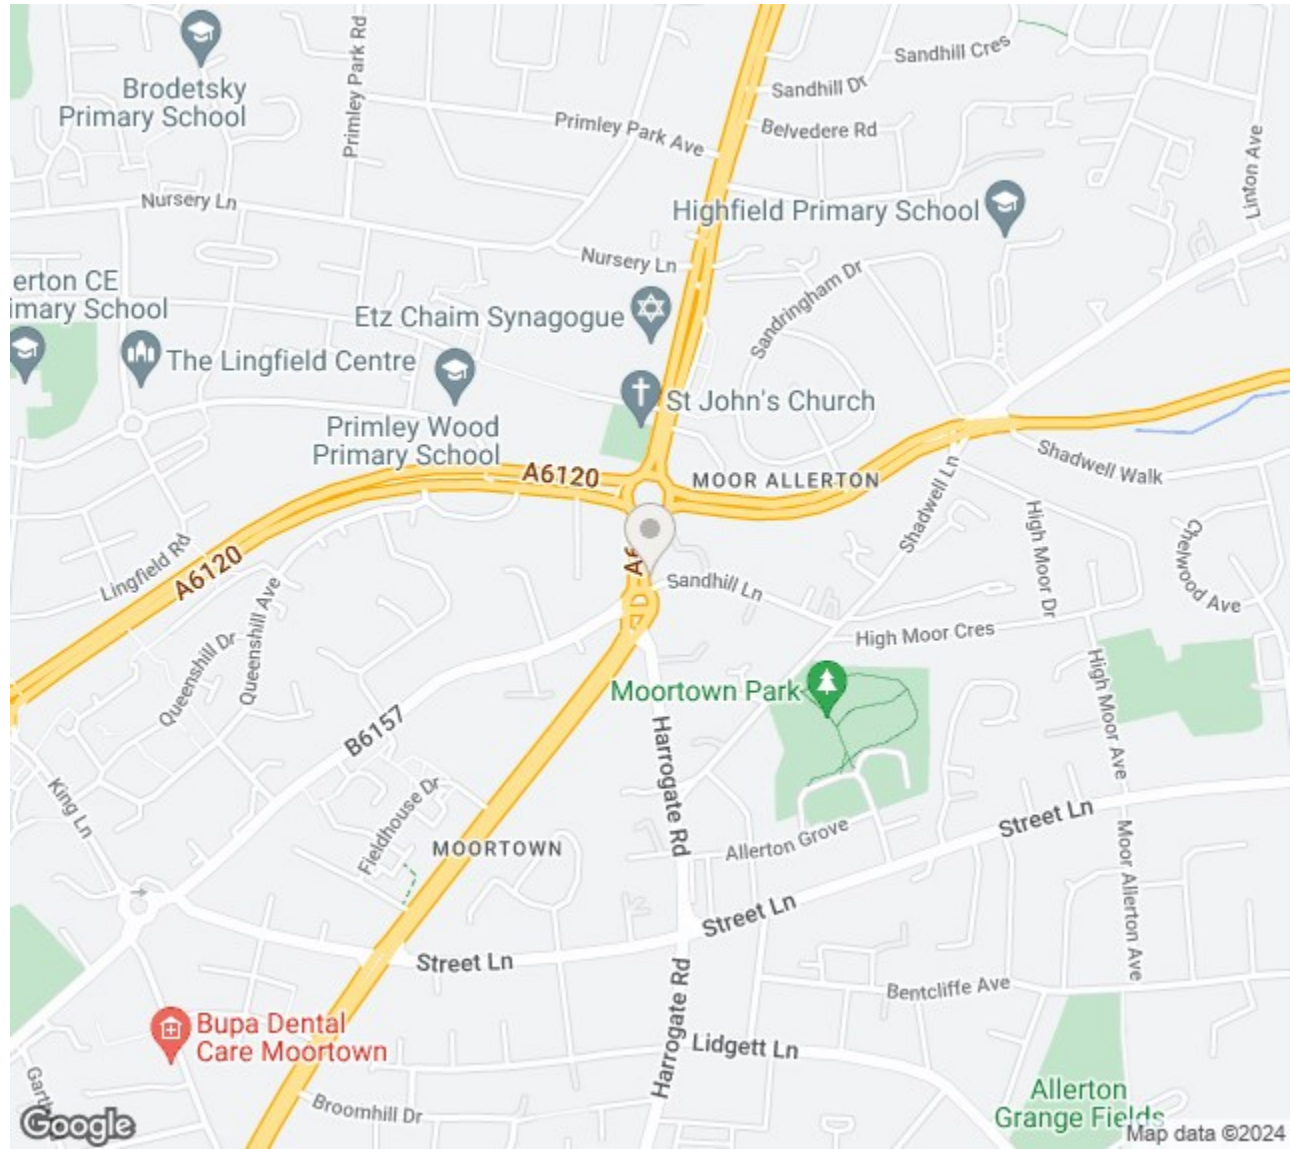 Brodetsky
Primary School
Primley Park Rd
Sandhill Cres
Sandhill Dr
Belvedere Rd
Primley Park Ave
Linton Ave
Nursery Ln
Highfield Primary School
Nursery Ln
erton CE
imary School
Etz Chaim Synagogue
Sandringham Dr
The Lingfield Centre
St John's Church
Primley Wood
Primary School
A6120
MOOR ALLERTON
Shadwell Walk
Shadwell Ln
High Moor Dr
Chelwood Ave
Lingfield Rd
A6120
A6
Sandhill Ln
Queenshill Ave
Queenshill Dr
High Moor Cres
Moortown Park
High Moor Ave
B6157
Harrogate Rd
King Ln
Fieldhouse Dr
MOORTOWN
Allerton Grove
Street Ln
Moor Allerton Ave
Street Ln
Street Ln
Bentcliffe Ave
Bupa Dental
Care Moortown
Harrogate Rd
Lidgett Ln
Garth
Broomhill Dr
Allerton
Grange Fields
Google
Map data ©2024